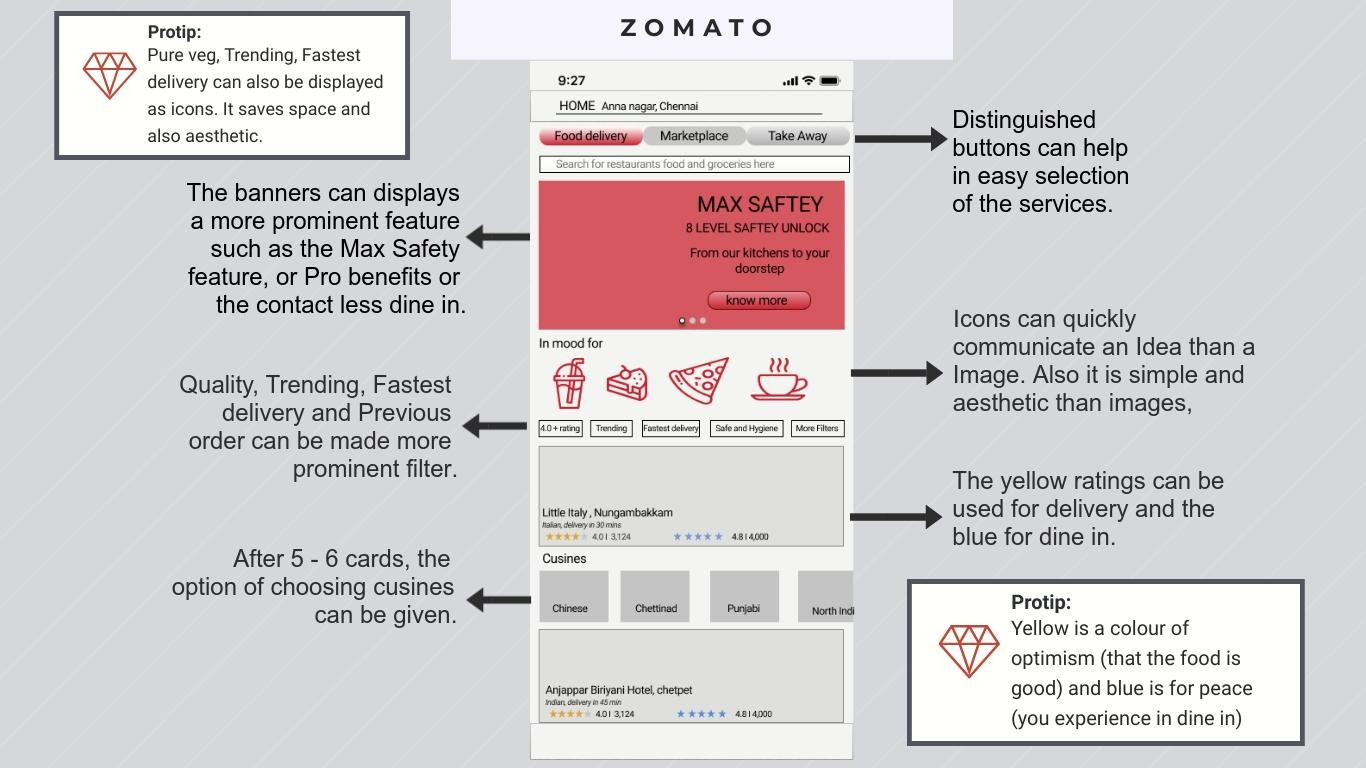 ZOMATO
Protip:
Pure veg, Trending, Fastest
delivery can also be displayed
as icons. It saves space and
also aesthetic.
The banners can displays
a more prominent feature
such as the Max Safety
feature, or Pro benefits or
the contact less dine in.
Quality, Trending, Fastest
delivery and Previous
order can be made more
prominent filter.
After 5 - 6 cards, the
option of choosing cusines
can be given.
9:27
HOME Anna nagar, Chennai
Food delivery Marketplace Take Away
Search for restaurants food and groceries here
MAX SAFTEY
8 LEVEL SAFTEY UNLOCK
From our kitchens to your
doorstep
know more
In mood for
4.0 + rating Trending Fastest delivery Safe and Hygiene More Filters
Little Italy , Nungambakkam
Italian, delivery in 30 mins
4.0 I 3,124 4.8 I 4,000
Cusines
Chinese Chettinad Punjabi North Indi
Anjappar Biriyani Hotel, chetpet
Indian, delivery in 45 min
4.0 I 3,124 4.8 I 4,000
Distinguished
buttons can help
in easy selection
of the services.
Icons can quickly
communicate an Idea than a
Image. Also it is simple and
aesthetic than images,
The yellow ratings can be
used for delivery and the
blue for dine in.
Protip:
Yellow is a colour of
optimism (that the food is
good) and blue is for peace
(you experience in dine in)